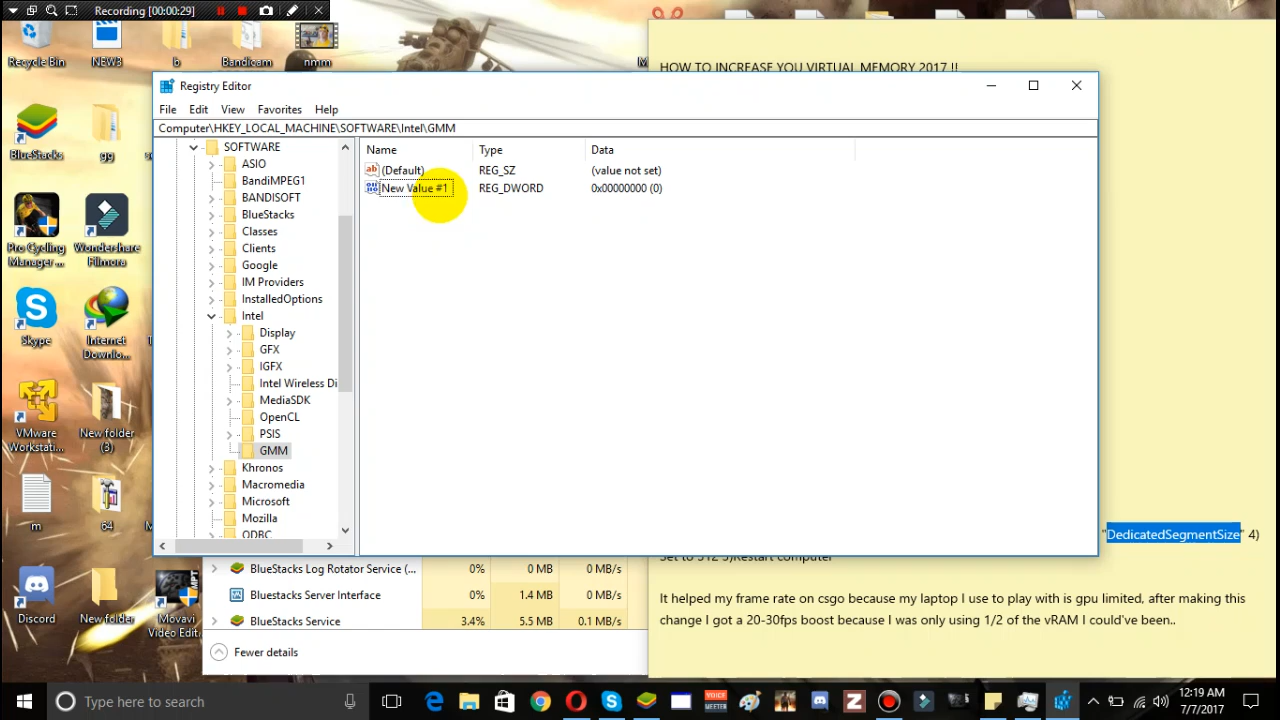 Recording [00:00:29]
Recycle Bin
NEW3
b
Bandicam
nmm
HOW TO INCREASE YOU VIRTUAL MEMORY 2017 !!
Registry Editor
File Edit View Favorites Help
Computer\HKEY_LOCAL_MACHINE\SOFTWARE\Intel\GMM
SOFTWARE
ASIO
BandiMPEG1
BANDISOFT
BlueStacks
Classes
Clients
Google
IM Providers
InstalledOptions
Intel
Display
GFX
IGFX
Intel Wireless Di
MediaSDK
OpenCL
PSIS
GMM
Khronos
Macromedia
Microsoft
Mozilla
ODBC
Name Type Data
(Default) REG_SZ (value not set)
New Value #1 REG_DWORD 0x00000000 (0)
BlueStacks
gg
Pro Cycling
Manager ...
Wondershare
Filmora
Skype
Internet
Downlo...
VMware
Workstati...
New folder
(3)
m
64
Discord
New folder
Movavi
Video Edit...
"DedicatedSegmentSize" 4)
Set to 512 5)Restart computer
It helped my frame rate on csgo because my laptop I use to play with is gpu limited, after making this
change I got a 20-30fps boost because I was only using 1/2 of the vRAM I could've been..
BlueStacks Log Rotator Service (... 0% 0 MB 0 MB/s
Bluestacks Server Interface 0% 1.4 MB 0 MB/s
BlueStacks Service 3.4% 5.5 MB 0.1 MB/s
Fewer details
Type here to search
VOICE
MEETER
12:19 AM
7/7/2017